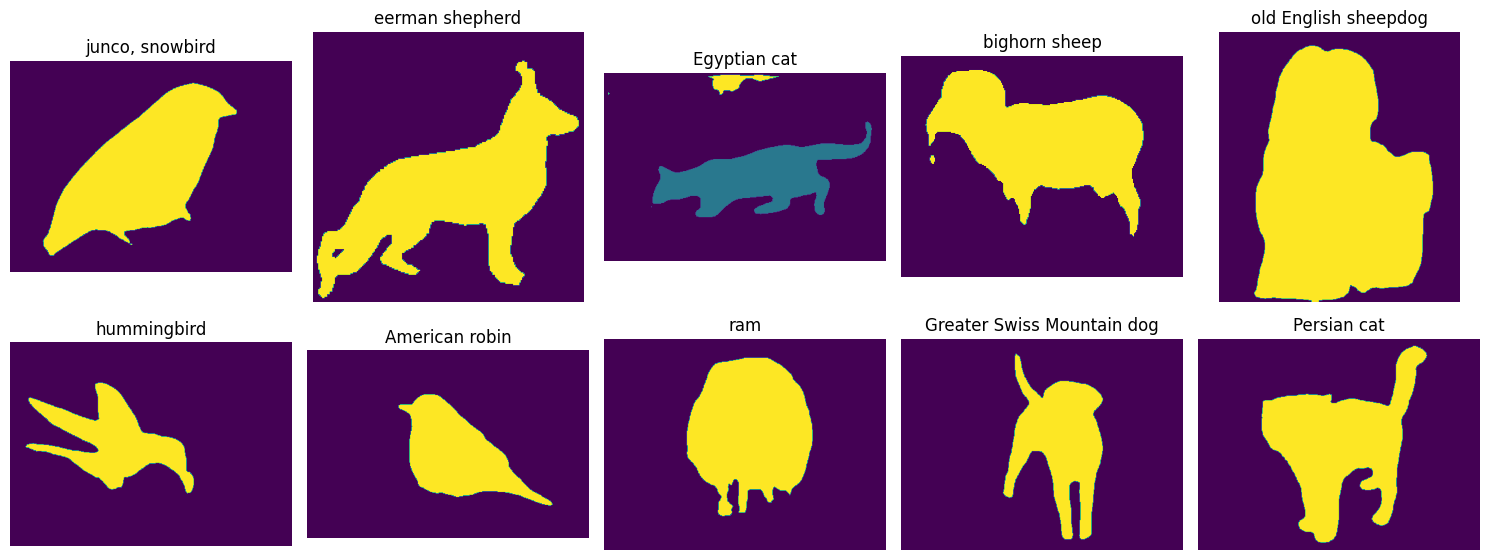 junco, snowbird
eerman shepherd
Egyptian cat
bighorn sheep
old English sheepdog
hummingbird
American robin
ram
Greater Swiss Mountain dog
Persian cat